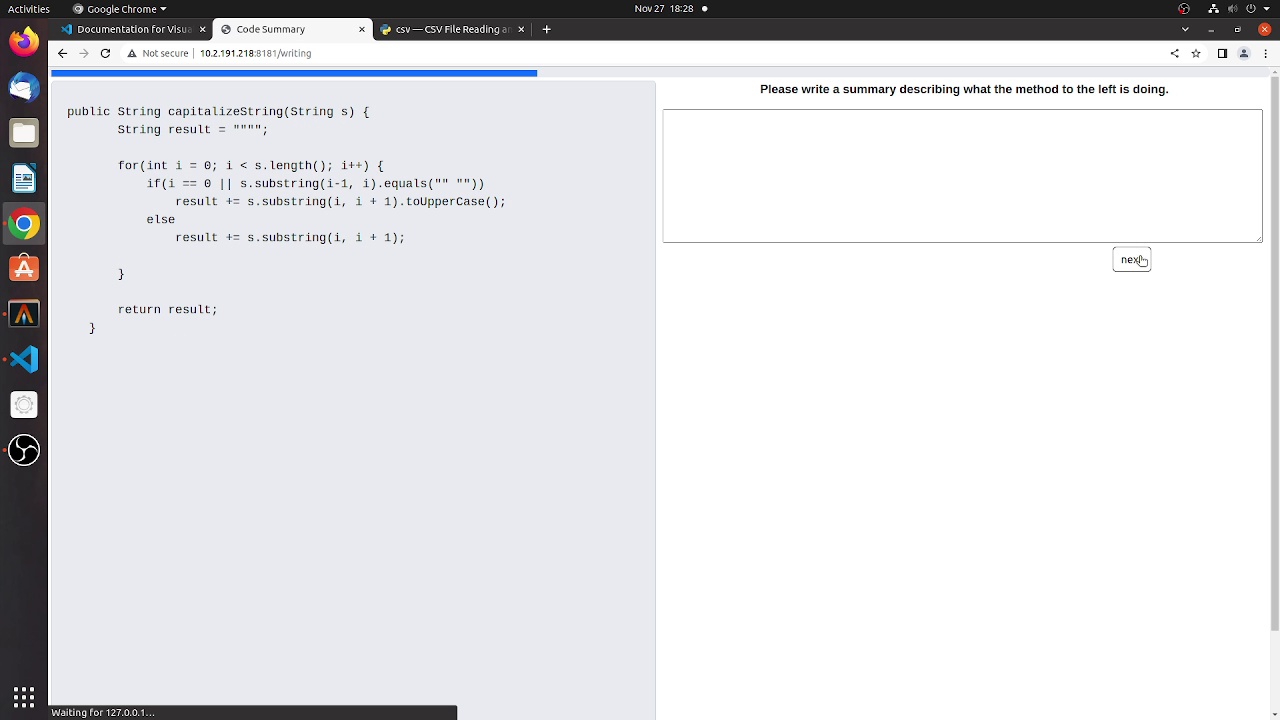 Activities
Google Chrome
Nov 27 18:28
Documentation for Visua
Code Summary
csv — CSV File Reading an
Not secure
10.2.191.218:8181/writing
Please write a summary describing what the method to the left is doing.
public String capitalizeString(String s) {
String result = """";
for(int i = 0; i < s.length(); i++) {
if(i == 0 || s.substring(i-1, i).equals("" ""))
result += s.substring(i, i + 1).toUpperCase();
else
result += s.substring(i, i + 1);
}
return result;
}
next
Waiting for 127.0.0.1...